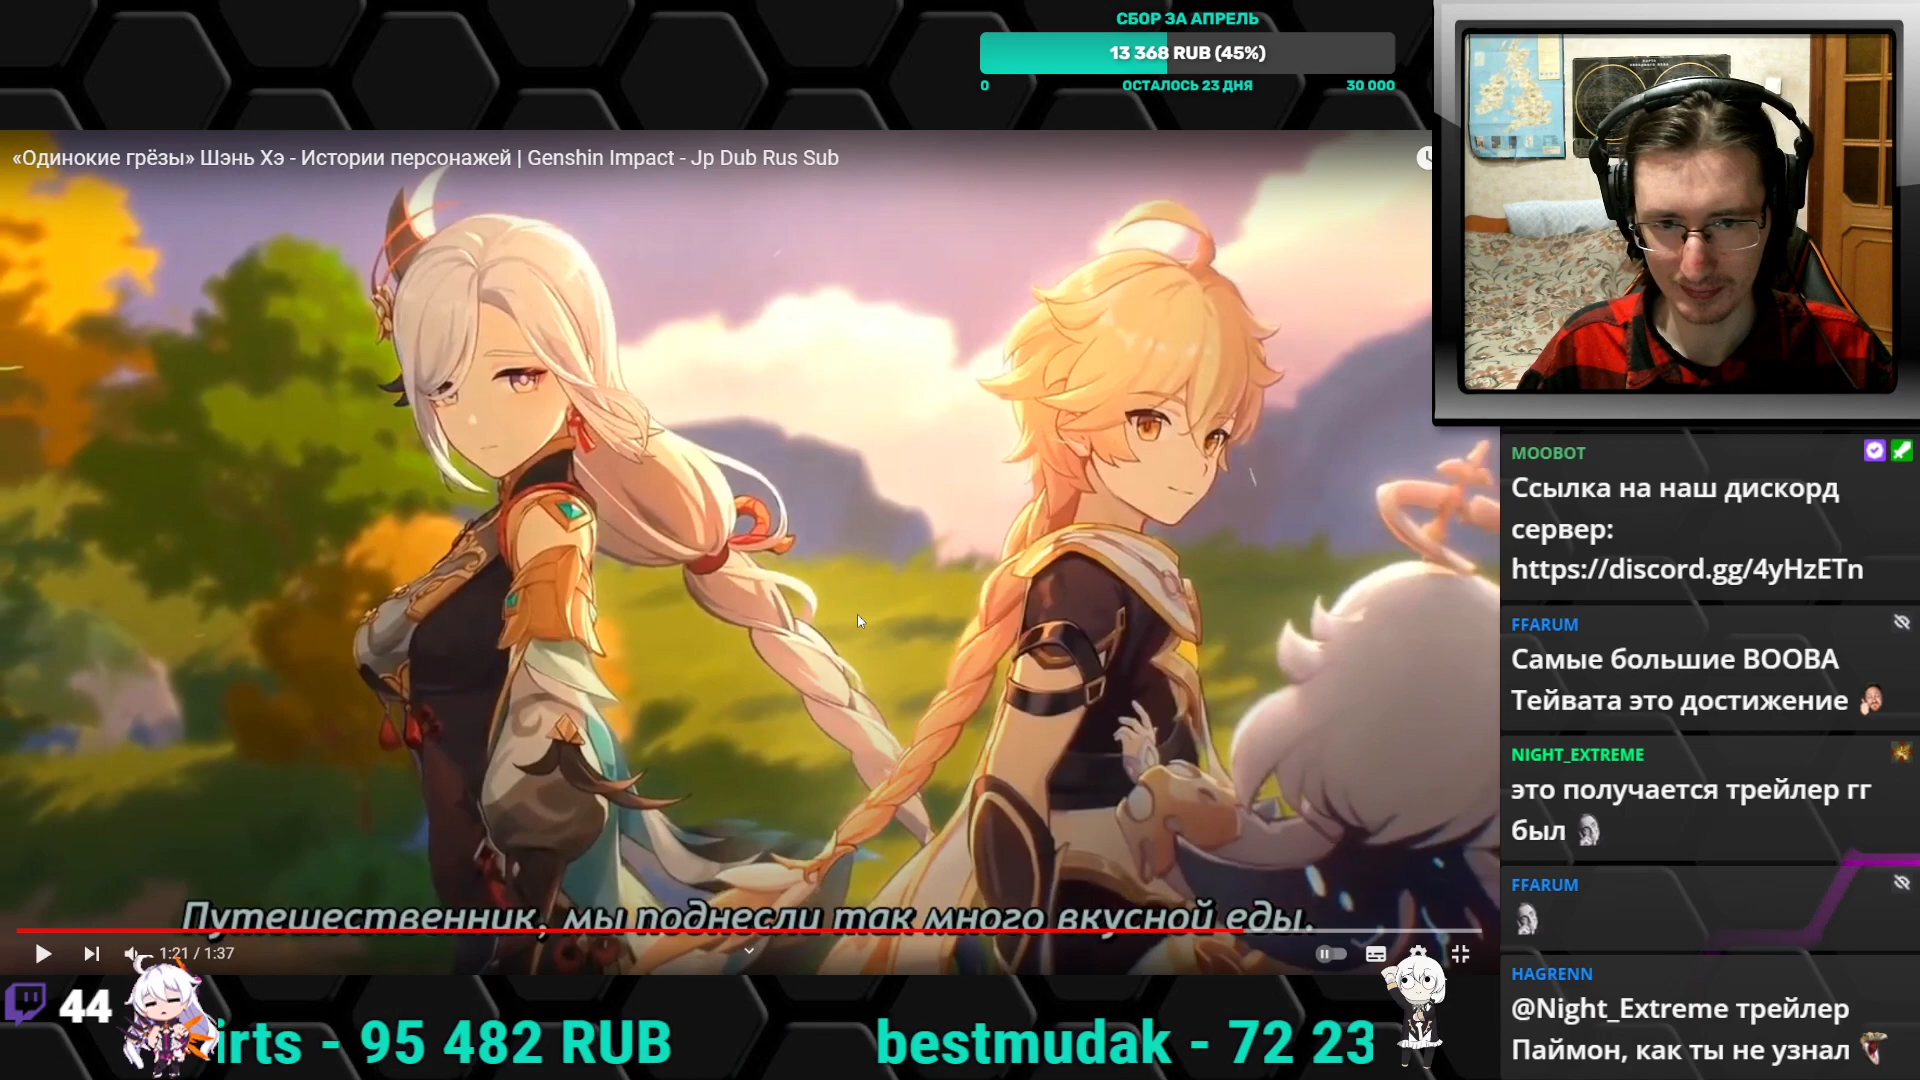 СБОР ЗА АПРЕЛЬ
13 368 RUB (45%)
0 ОСТАЛОСЬ 23 ДНЯ 30 000
«Одинокие грёзы» Шэнь Хэ - Истории персонажей | Genshin Impact - Jp Dub Rus Sub
Путешественник, мы поднесли так много вкусной еды.
1:21 / 1:37
44
irts - 95 482 RUB
bestmudak - 72 23
MOOBOT
Ссылка на наш дискорд
сервер:
https://discord.gg/4yHzETn
FFARUM
Самые большие BOOBA
Тейвата это достижение
NIGHT_EXTREME
это получается трейлер гг
был
FFARUM
HAGRENN
@Night_Extreme трейлер
Паймон, как ты не узнал